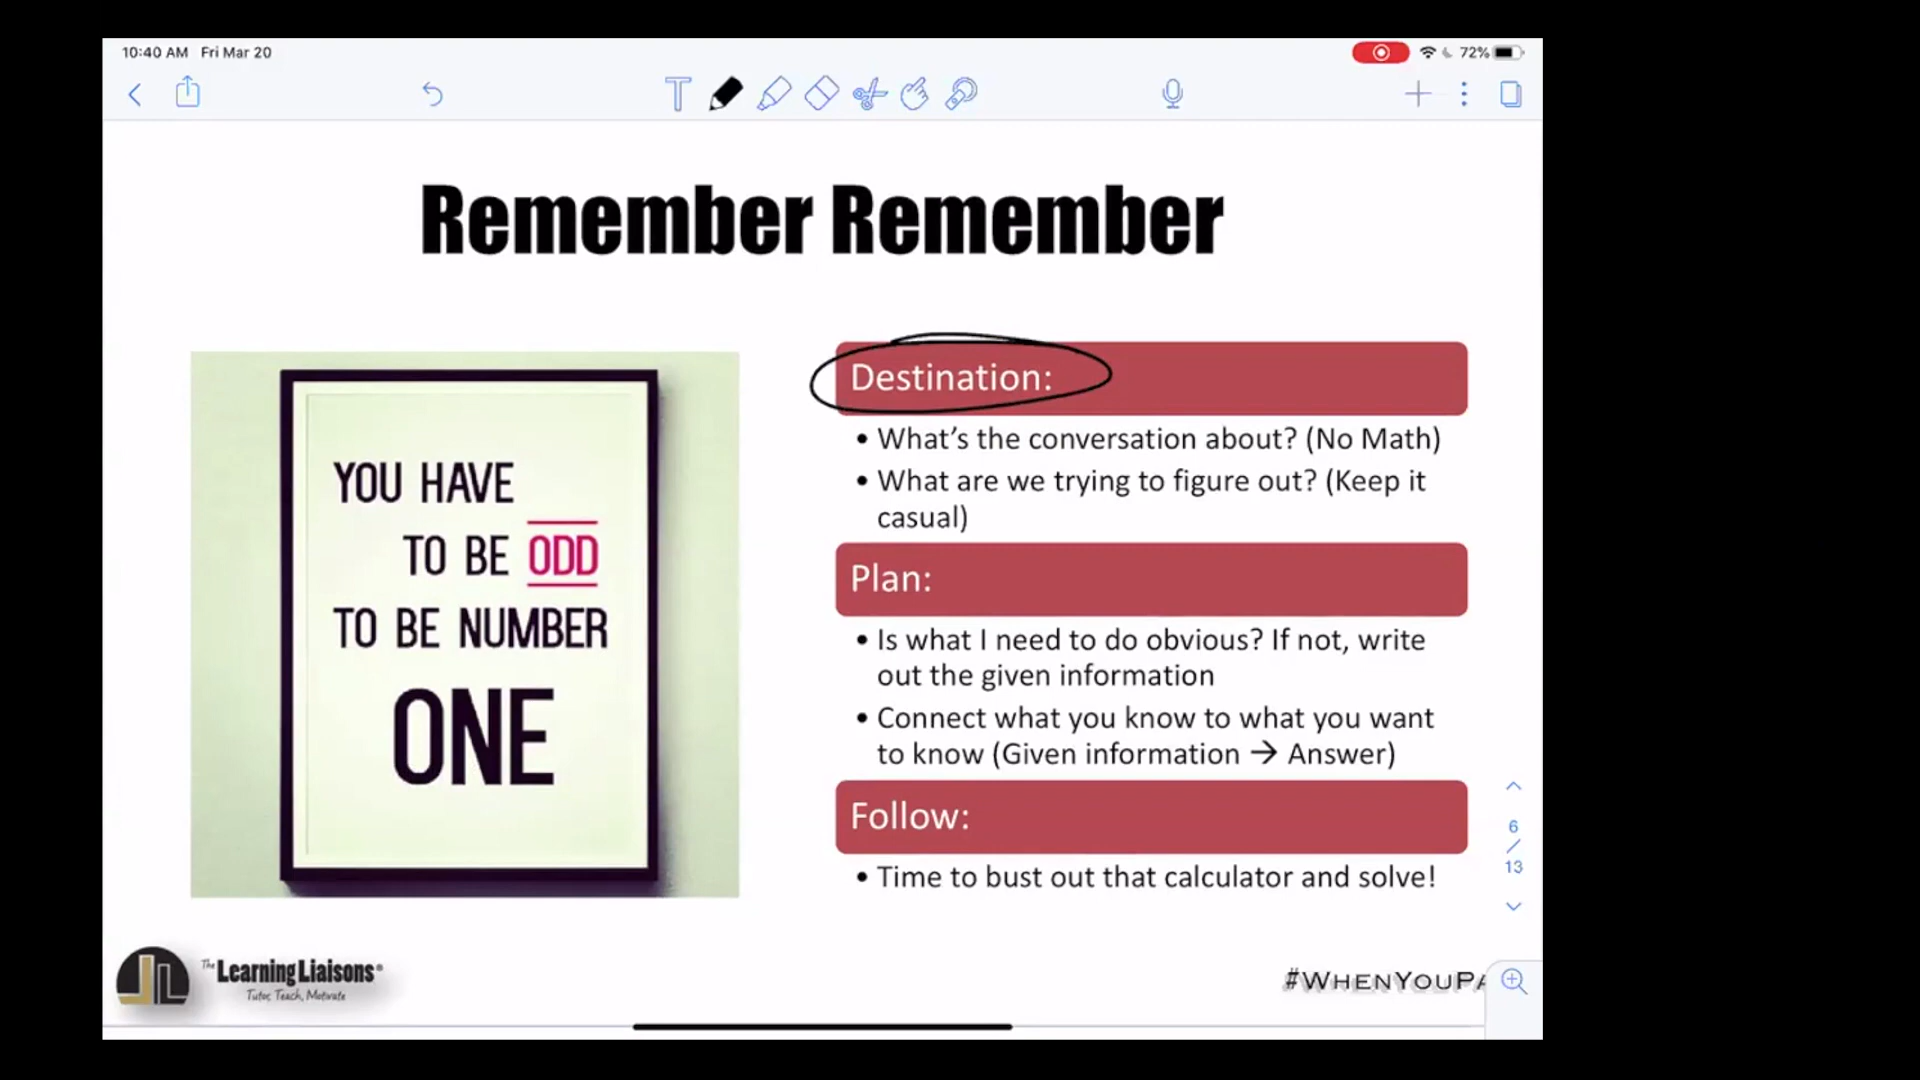 10:40 AM Fri Mar 20
72%
Remember Remember
YOU HAVE
TO BE ODD
TO BE NUMBER
ONE
Destination:
• What's the conversation about? (No Math)
• What are we trying to figure out? (Keep it
casual)
Plan:
• Is what I need to do obvious? If not, write
out the given information
• Connect what you know to what you want
to know (Given information → Answer)
Follow:
• Time to bust out that calculator and solve!
6
/
13
The Learning Liaisons®
Tutor, Teach, Motivate